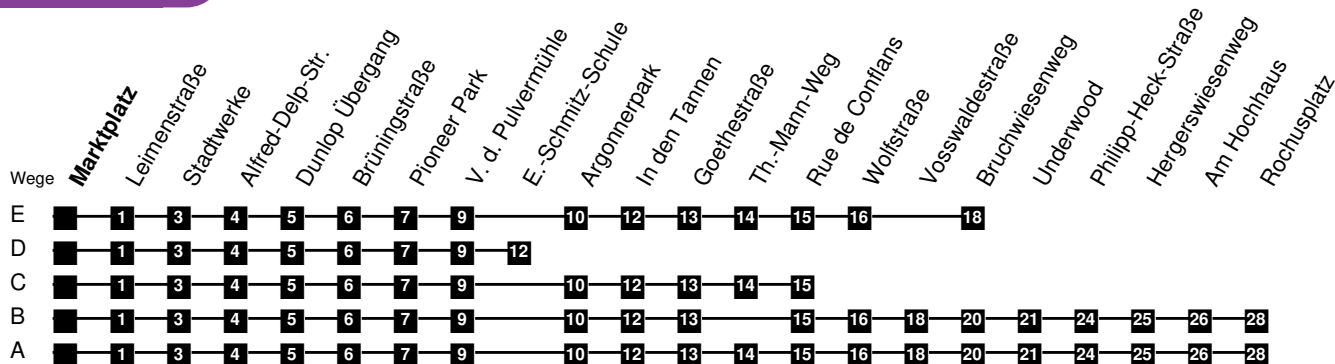 Marktplatz
Leimenstraße
Stadtwerke
Alfred-Delp-Str.
Dunlop Übergang
Brüningstraße
Pioneer Park
V. d. Pulvermühle
E.-Schmitz-Schule
Argonnerpark
In den Tannen
Goethestraße
Th.-Mann-Weg
Rue de Conflans
Wolfstraße
Vosswaldestraße
Bruchwiesenweg
Underwood
Philipp-Heck-Straße
Hergerswiesenweg
Am Hochhaus
Rochusplatz
Wege
E 1 3 4 5 6 7 9 10 12 13 14 15 16 18
D 1 3 4 5 6 7 9 12
C 1 3 4 5 6 7 9 10 12 13 14 15
B 1 3 4 5 6 7 9 10 12 13 15 16 18 20 21 24 25 26 28
A 1 3 4 5 6 7 9 10 12 13 14 15 16 18 20 21 24 25 26 28